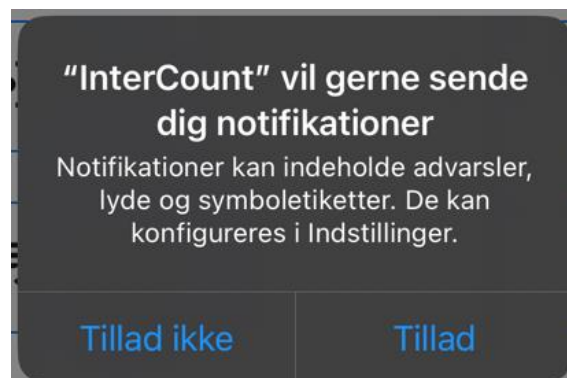 “InterCount” vil gerne sende
dig notifikationer
Notifikationer kan indeholde advarsler,
lyde og symboletiketter. De kan
konfigureres i Indstillinger.
Tillad ikke
Tillad